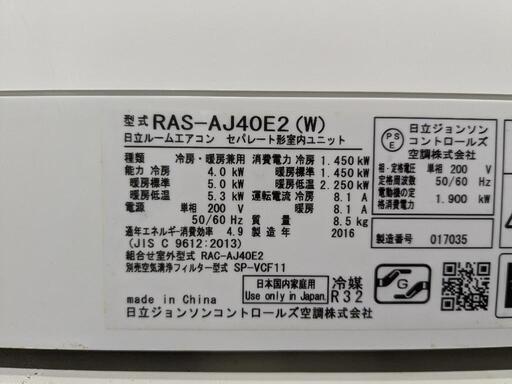 型式 RAS-AJ40E2 (W)
日立ルームエアコン セパレート形室内ユニット
種類 冷房・暖房兼用 消費電力 冷房 1.450 kW
能力 冷房 4.0 kW 暖房 1.450 kW
暖房 5.0 kW 暖房低温 2.250 kW
暖房低温 5.3 kW 運転電流 冷房 8.1 A
電源 単相 200 V 暖房 8.1 A
50/60 Hz 質量 8.5kg
通年エネルギー消費効率 4.9 製造年 2016
(JIS C 9612:2013)
組合せ室外型式 RAC-AJ40E2
別売空気清浄フィルター型式 SP-VCF11
made in China
日本国内家庭用
Use only in Japan.
冷媒
R32
日立ジョンソンコントロールズ空調株式会社
PS
E
日立ジョンソン
コントロールズ
空調株式会社
相・定格電圧 単相 200 V
定格周波数 50/60 Hz
電動機の定格消費電力 1.900 kW
製造番号 017035
G